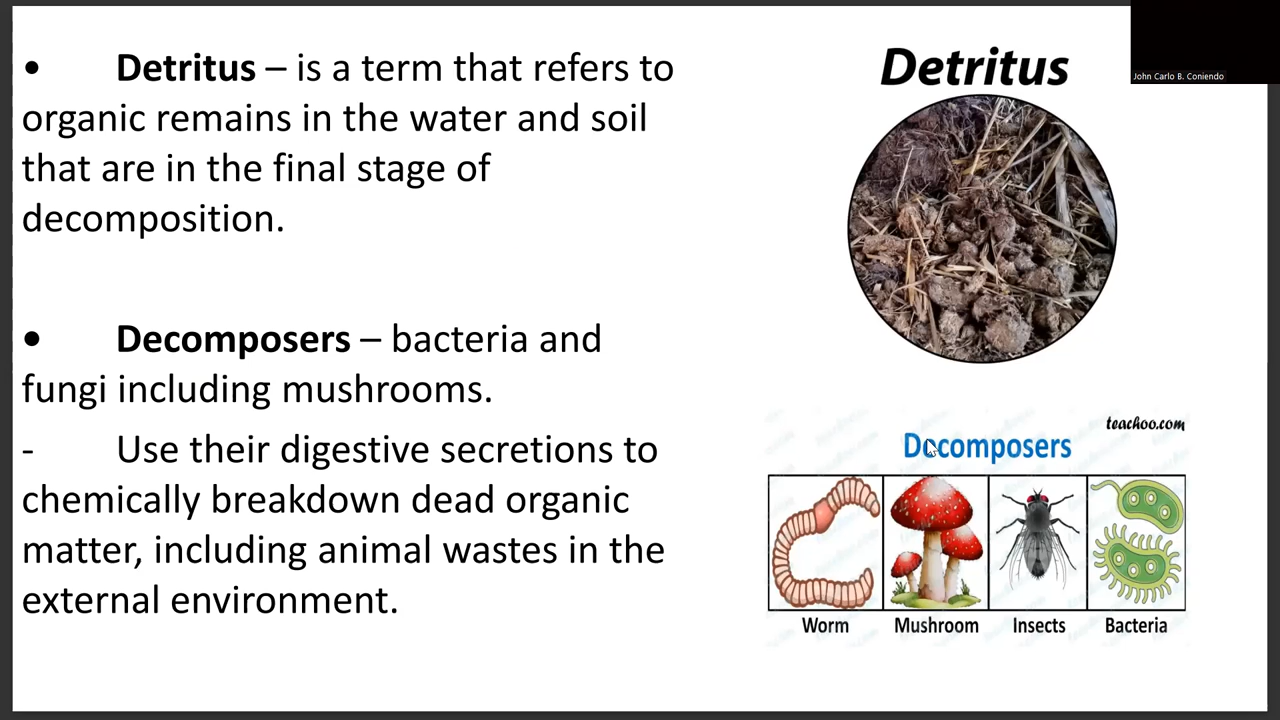 • Detritus – is a term that refers to
organic remains in the water and soil
that are in the final stage of
decomposition.
• Decomposers – bacteria and
fungi including mushrooms.
- Use their digestive secretions to
chemically breakdown dead organic
matter, including animal wastes in the
external environment.
Detritus
John Carlo B. Coniendo
teachoo.com
Decomposers
Worm Mushroom Insects Bacteria